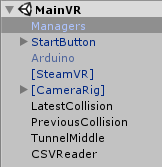 MainVR
Managers
StartButton
Arduino
[SteamVR]
[CameraRig]
LatestCollision
PreviousCollision
TunnelMiddle
CSVReader